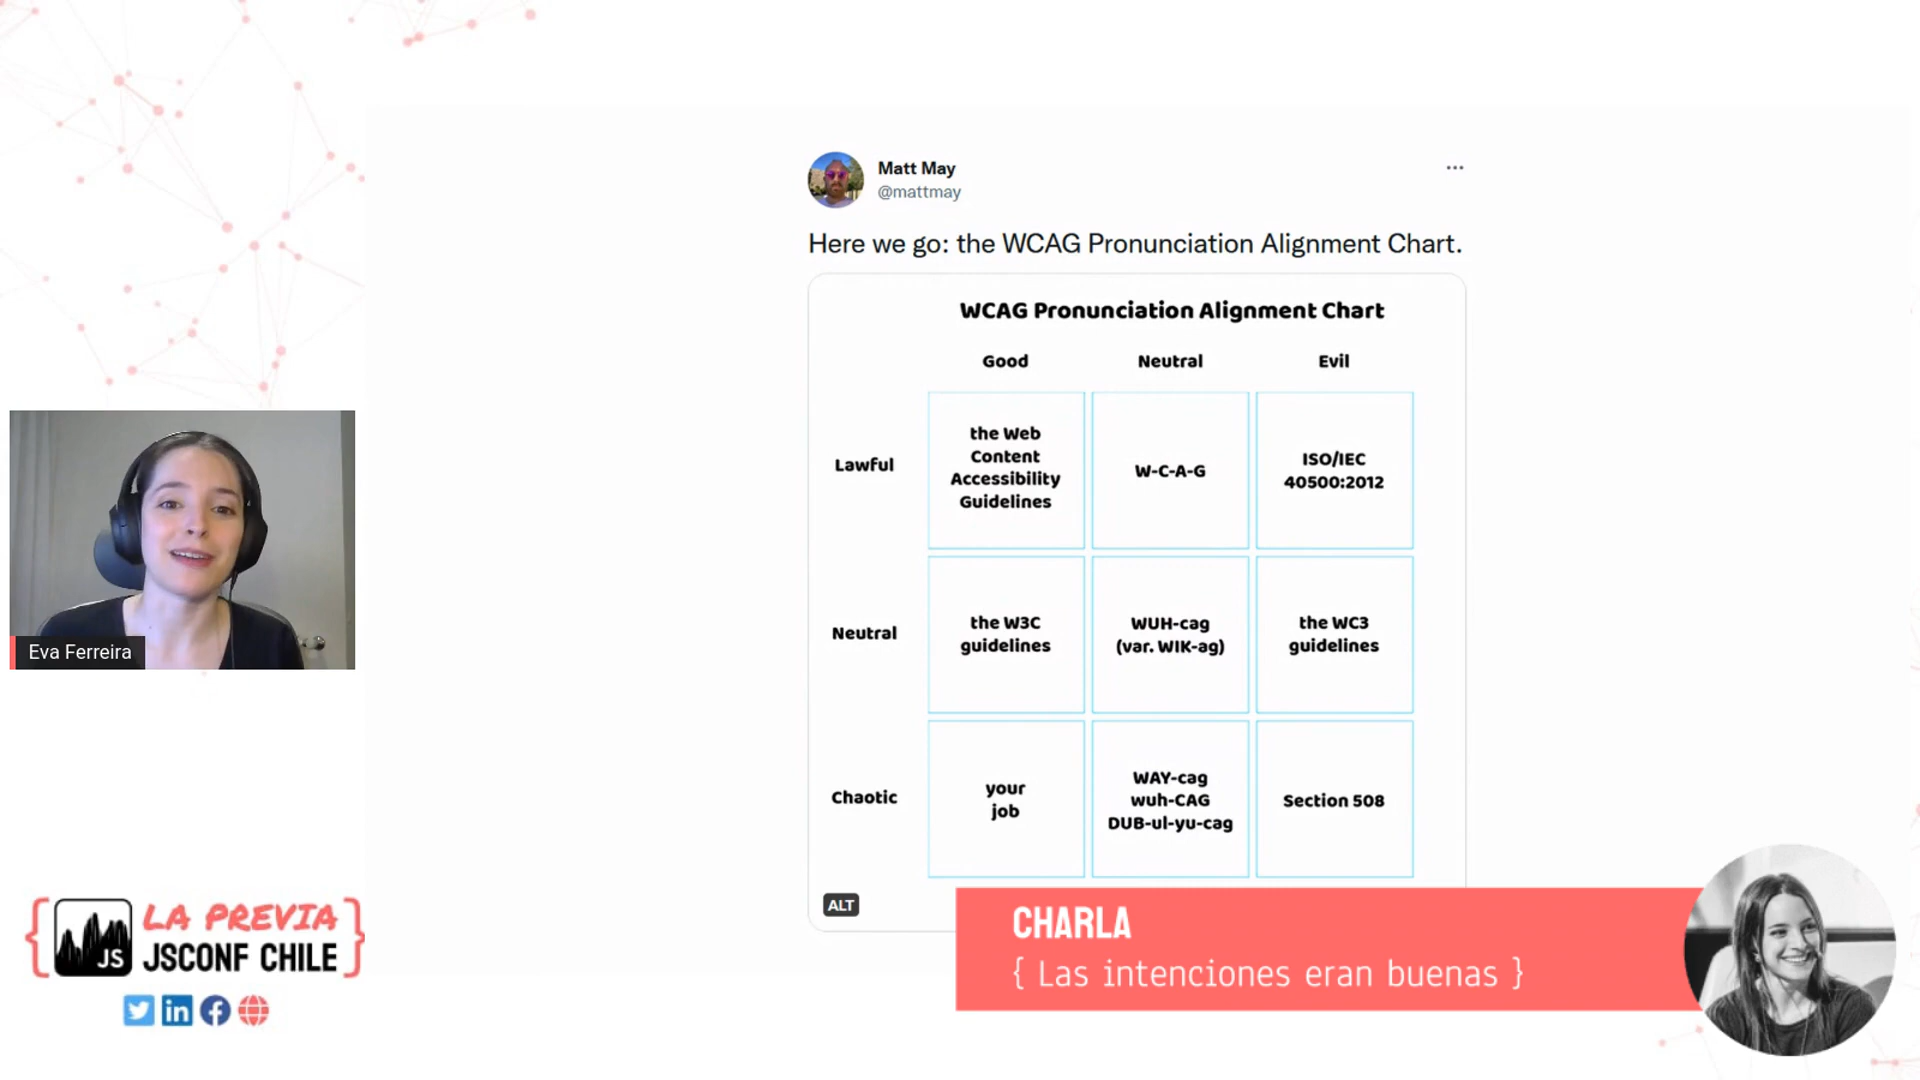 Matt May
@mattmay
Here we go: the WCAG Pronunciation Alignment Chart.
WCAG Pronunciation Alignment Chart
Good Neutral Evil
Lawful
the Web
Content
Accessibility
Guidelines
W-C-A-G
ISO/IEC
40500:2012
Neutral
the W3C
guidelines
WUH-cag
(var. WIK-ag)
the WC3
guidelines
Chaotic
your
job
WAY-cag
wuh-CAG
DUB-ul-yu-cag
Section 508
ALT
Eva Ferreira
JS
LA PREVIA
JSCONF CHILE
in
f
CHARLA
{ Las intenciones eran buenas }